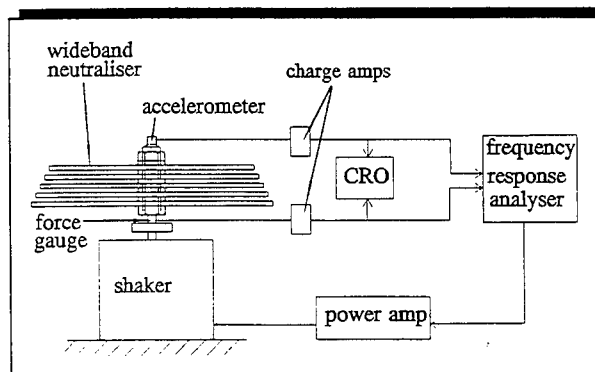 wideband
neutraliser
accelerometer
charge amps
CRO
frequency
response
analyser
force
gauge
shaker
power amp